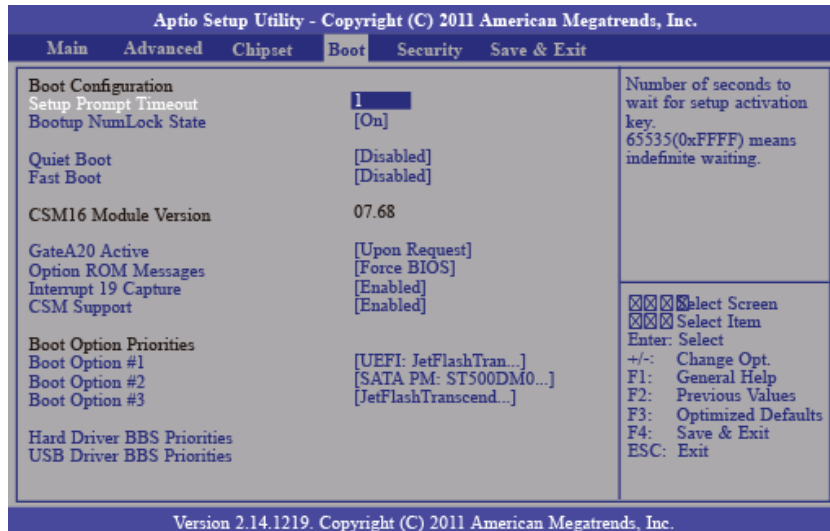 Aptio Setup Utility - Copyright (C) 2011 American Megatrends, Inc.
Main Advanced Chipset Boot Security Save & Exit
Boot Configuration
Setup Prompt Timeout 1
Bootup NumLock State [On]
Quiet Boot [Disabled]
Fast Boot [Disabled]
CSM16 Module Version 07.68
GateA20 Active [Upon Request]
Option ROM Messages [Force BIOS]
Interrupt 19 Capture [Enabled]
CSM Support [Enabled]
Boot Option Priorities
Boot Option #1 [UEFI: JetFlashTran...]
Boot Option #2 [SATA PM: ST500DM0...]
Boot Option #3 [JetFlashTranscend...]
Hard Driver BBS Priorities
USB Driver BBS Priorities
Number of seconds to
wait for setup activation
key.
65535(0xFFFF) means
indefinite waiting.
Select Screen
Select Item
Enter: Select
+/-: Change Opt.
F1: General Help
F2: Previous Values
F3: Optimized Defaults
F4: Save & Exit
ESC: Exit
Version 2.14.1219. Copyright (C) 2011 American Megatrends, Inc.